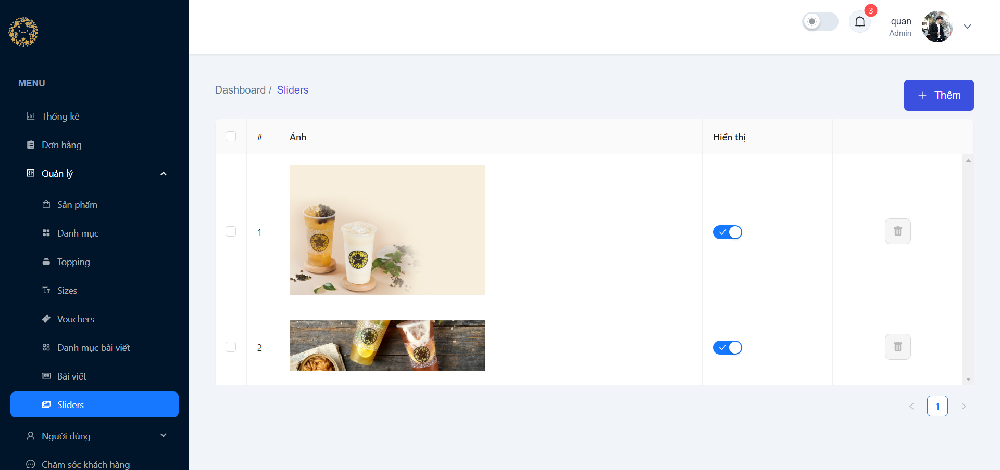 MENU
Thống kê
Đơn hàng
Quản lý
Sản phẩm
Danh mục
Topping
Sizes
Vouchers
Danh mục bài viết
Bài viết
Sliders
Người dùng
Chăm sóc khách hàng
3
quan
Admin
Dashboard / Sliders
+ Thêm
# Ảnh Hiển thị
1
2
< 1 >